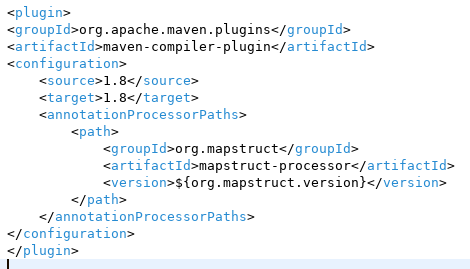 <plugin>
<groupId>org.apache.maven.plugins</groupId>
<artifactId>maven-compiler-plugin</artifactId>
<configuration>
    <source>1.8</source>
    <target>1.8</target>
    <annotationProcessorPaths>
        <path>
            <groupId>org.mapstruct</groupId>
            <artifactId>mapstruct-processor</artifactId>
            <version>${org.mapstruct.version}</version>
        </path>
    </annotationProcessorPaths>
</configuration>
</plugin>